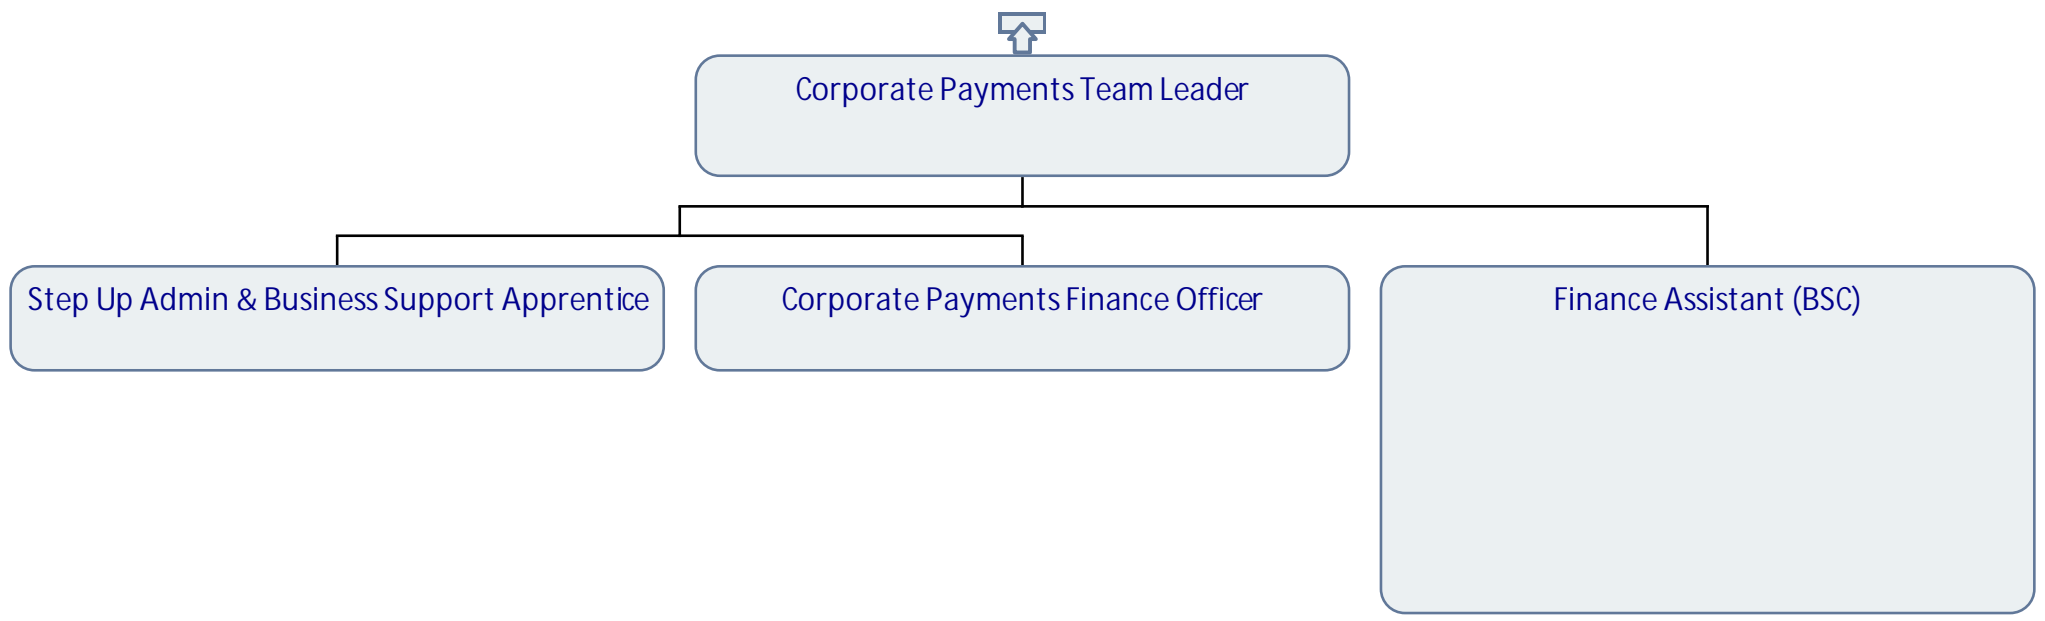 Corporate Payments Team Leader
Step Up Admin & Business Support Apprentice
Corporate Payments Finance Officer
Finance Assistant (BSC)